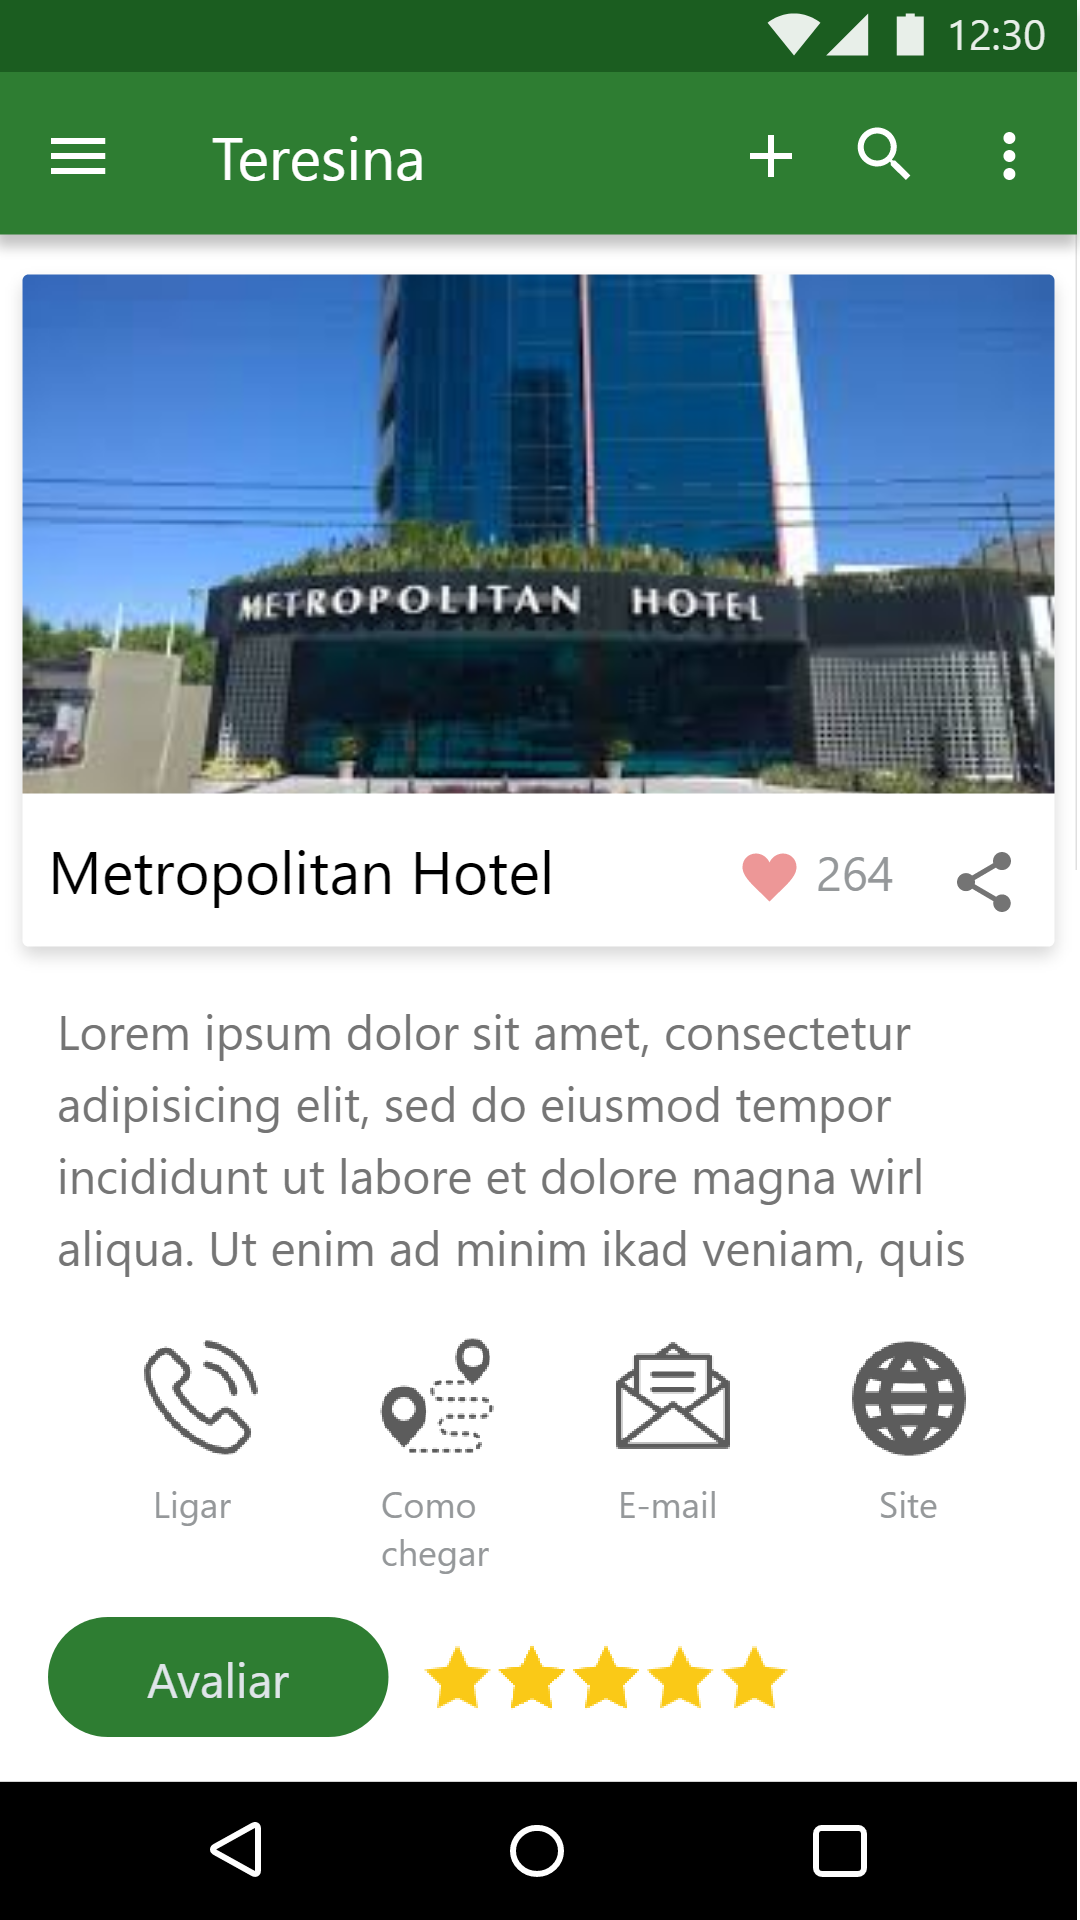 12:30
Teresina
METROPOLITAN HOTEL
Metropolitan Hotel
264
Lorem ipsum dolor sit amet, consectetur
adipisicing elit, sed do eiusmod tempor
incididunt ut labore et dolore magna wirl
aliqua. Ut enim ad minim ikad veniam, quis
Ligar
Como
chegar
E-mail
Site
Avaliar